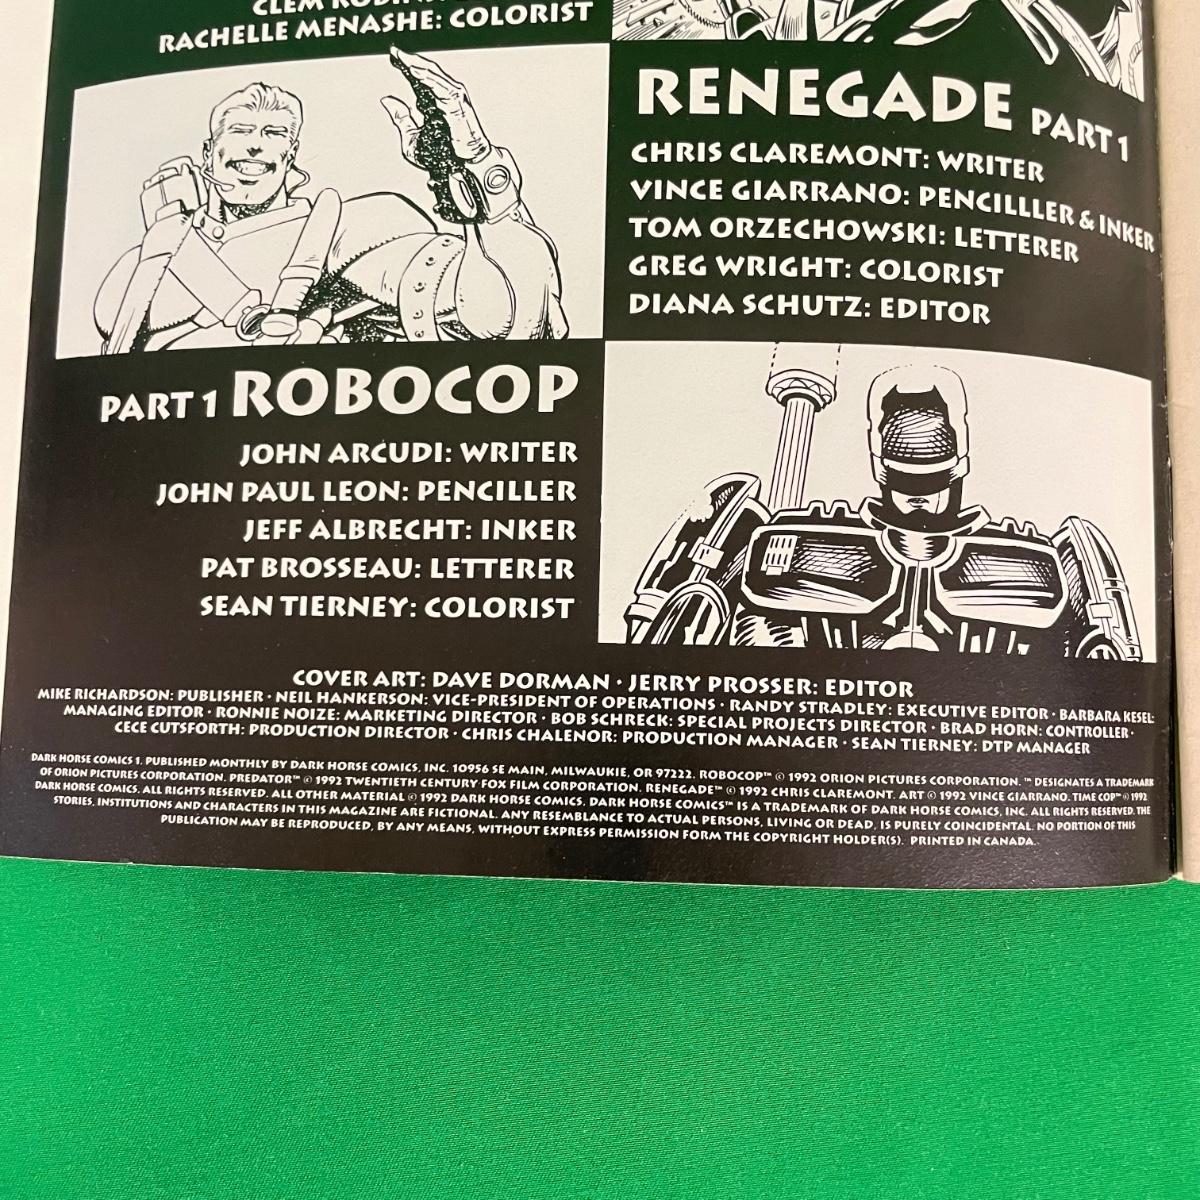 RACHELLE MENASHE: COLORIST
RENEGADE PART 1
CHRIS CLAREMONT: WRITER
VINCE GIARRANO: PENCILLLER & INKER
TOM ORZECHOWSKI: LETTERER
GREG WRIGHT: COLORIST
DIANA SCHUTZ: EDITOR
PART 1 ROBOCOP
JOHN ARCUDI: WRITER
JOHN PAUL LEON: PENCILLER
JEFF ALBRECHT: INKER
PAT BROSSEAU: LETTERER
SEAN TIERNEY: COLORIST
COVER ART: DAVE DORMAN · JERRY PROSSER: EDITOR
MIKE RICHARDSON: PUBLISHER · NEIL HANKERSON: VICE-PRESIDENT OF OPERATIONS · RANDY STRADLEY: EXECUTIVE EDITOR · BARBARA KESEL:
MANAGING EDITOR · RONNIE NOIZE: MARKETING DIRECTOR · BOB SCHRECK: SPECIAL PROJECTS DIRECTOR · BRAD HORN: CONTROLLER ·
CECE CUTSFORTH: PRODUCTION DIRECTOR · CHRIS CHALENOR: PRODUCTION MANAGER · SEAN TIERNEY: DTP MANAGER
DARK HORSE COMICS 1. PUBLISHED MONTHLY BY DARK HORSE COMICS, INC. 10956 SE MAIN, MILWAUKIE, OR 97222. ROBOCOP™ © 1992 ORION PICTURES CORPORATION. ™ DESIGNATES A TRADEMARK
OF ORION PICTURES CORPORATION. PREDATOR™ © 1992 TWENTIETH CENTURY FOX FILM CORPORATION. RENEGADE™ © 1992 CHRIS CLAREMONT. ART © 1992 VINCE GIARRANO. TIME COP™ © 1992
DARK HORSE COMICS. ALL RIGHTS RESERVED. ALL OTHER MATERIAL © 1992 DARK HORSE COMICS. DARK HORSE COMICS™ IS A TRADEMARK OF DARK HORSE COMICS, INC. ALL RIGHTS RESERVED. THE
STORIES, INSTITUTIONS AND CHARACTERS IN THIS MAGAZINE ARE FICTIONAL. ANY RESEMBLANCE TO ACTUAL PERSONS, LIVING OR DEAD, IS PURELY COINCIDENTAL. NO PORTION OF THIS
PUBLICATION MAY BE REPRODUCED, BY ANY MEANS, WITHOUT EXPRESS PERMISSION FORM THE COPYRIGHT HOLDER(S). PRINTED IN CANADA.